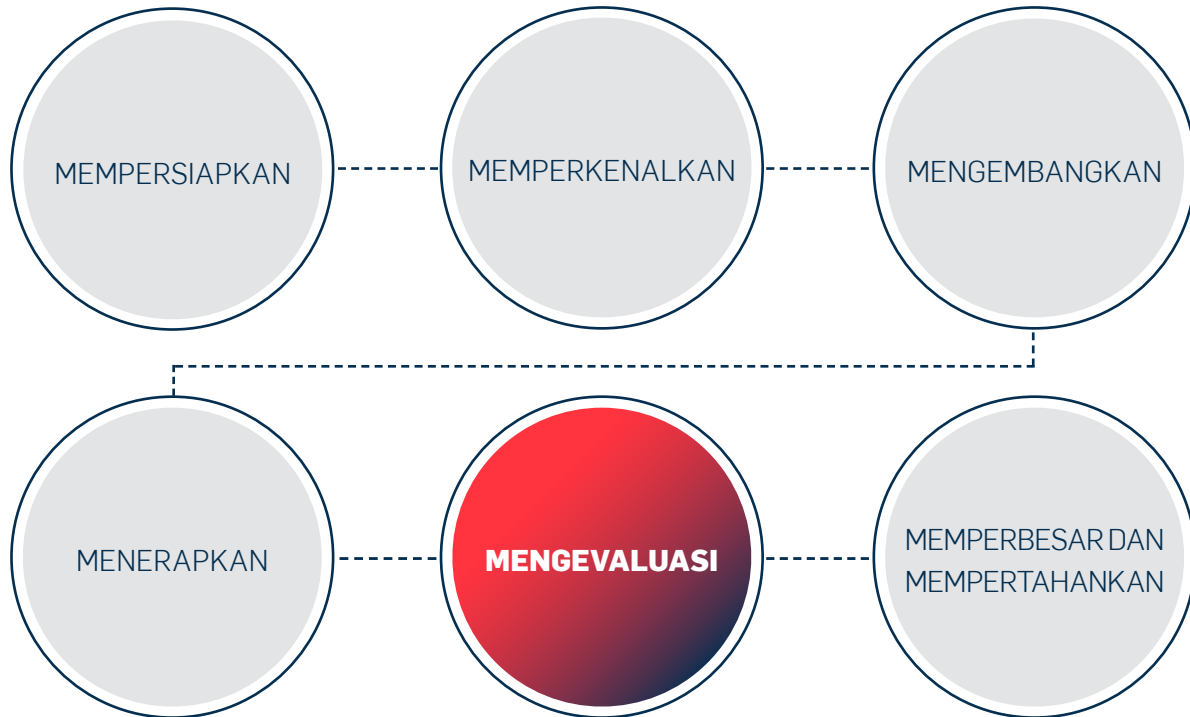 MEMPERSIAPKAN
MEMPERKENALKAN
MENGEMBANGKAN
MENERAPKAN
MENGEVALUASI
MEMPERBESAR DAN
MEMPERTAHANKAN